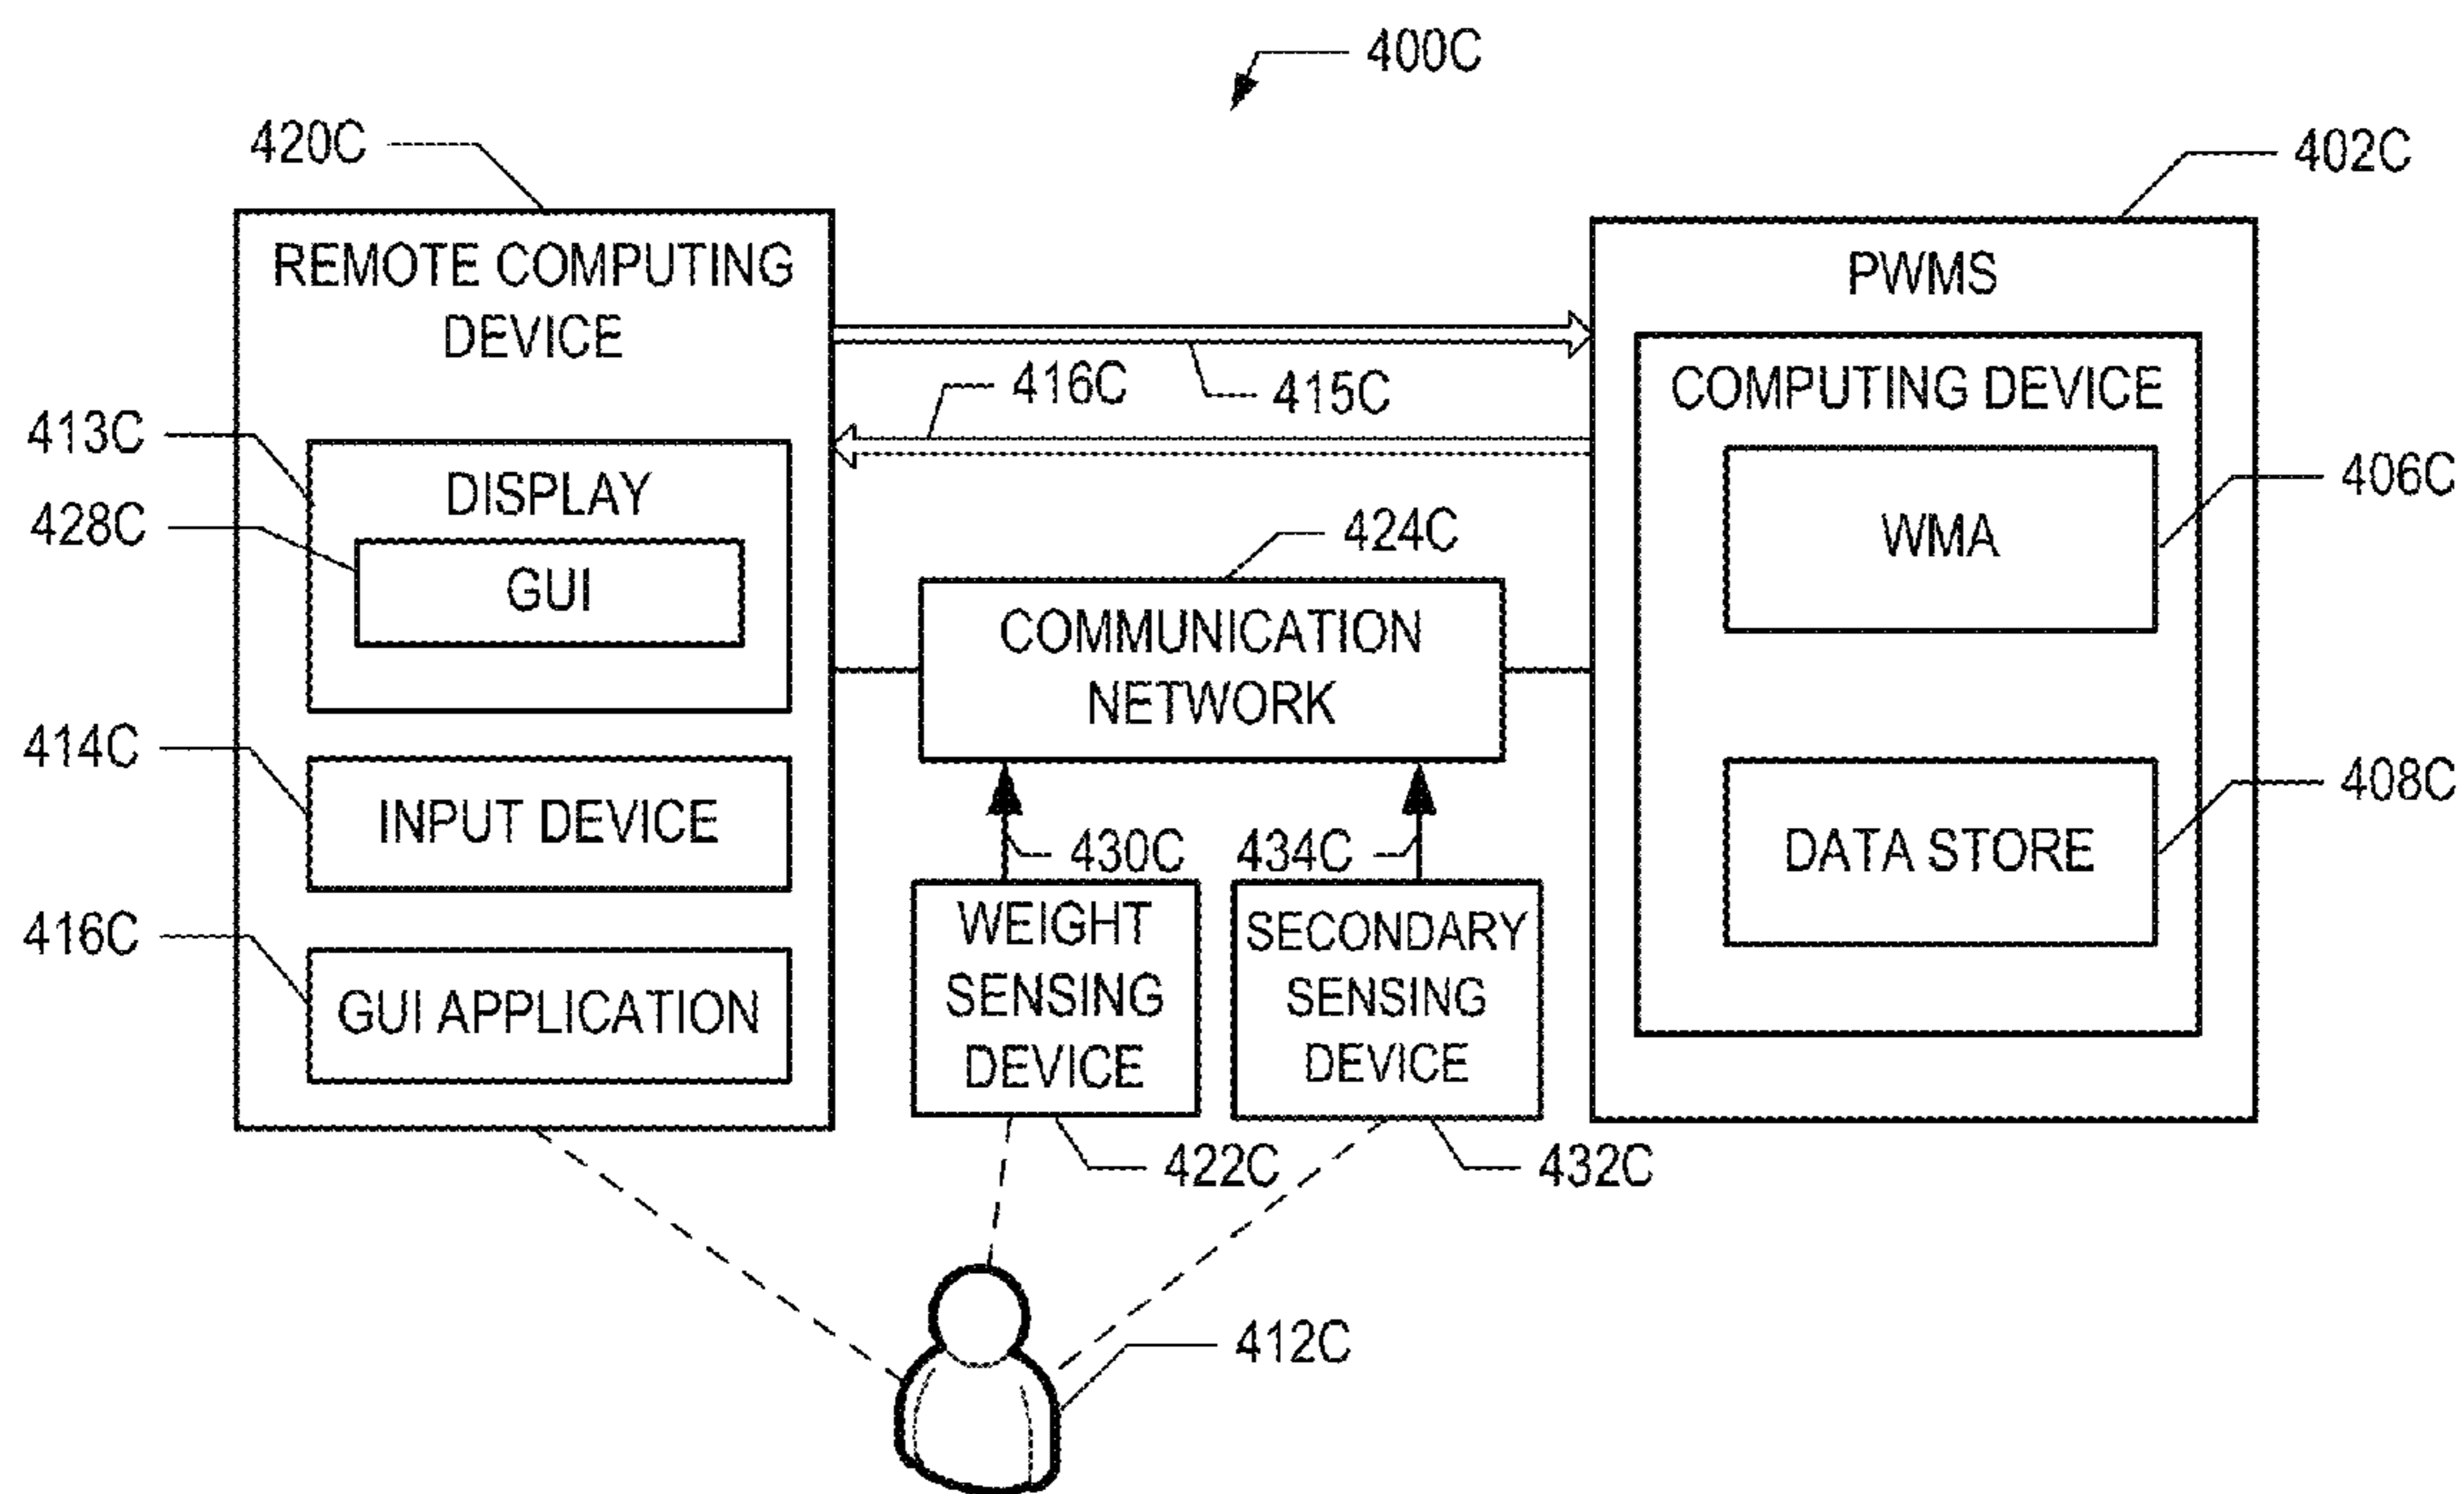 400C
420C
402C
REMOTE COMPUTING
DEVICE
PWMS
416C
415C
COMPUTING DEVICE
413C
DISPLAY
428C
GUI
424C
406C
WMA
COMMUNICATION
NETWORK
414C
INPUT DEVICE
408C
DATA STORE
430C
434C
416C
GUI APPLICATION
WEIGHT
SENSING
DEVICE
SECONDARY
SENSING
DEVICE
422C
432C
412C